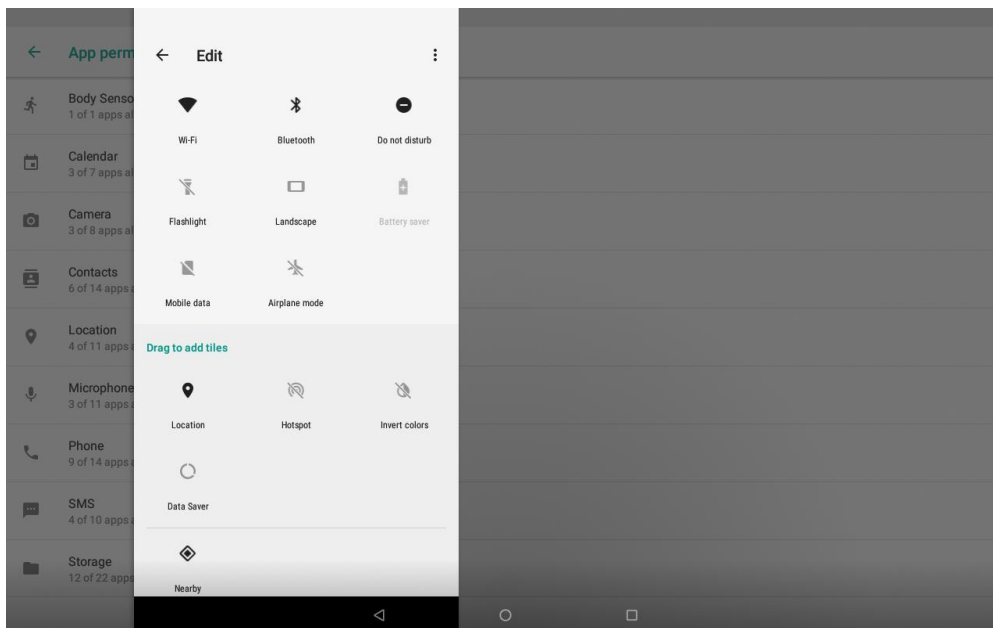 App perm
Edit
Body Senso
1 of 1 apps al
Calendar
3 of 7 apps al
Camera
3 of 8 apps al
Contacts
6 of 14 apps a
Location
4 of 11 apps a
Microphone
3 of 11 apps a
Phone
9 of 14 apps a
SMS
4 of 10 apps a
Storage
12 of 22 apps
Wi-Fi Bluetooth Do not disturb
Flashlight Landscape Battery saver
Mobile data Airplane mode
Drag to add tiles
Location Hotspot Invert colors
Data Saver
Nearby